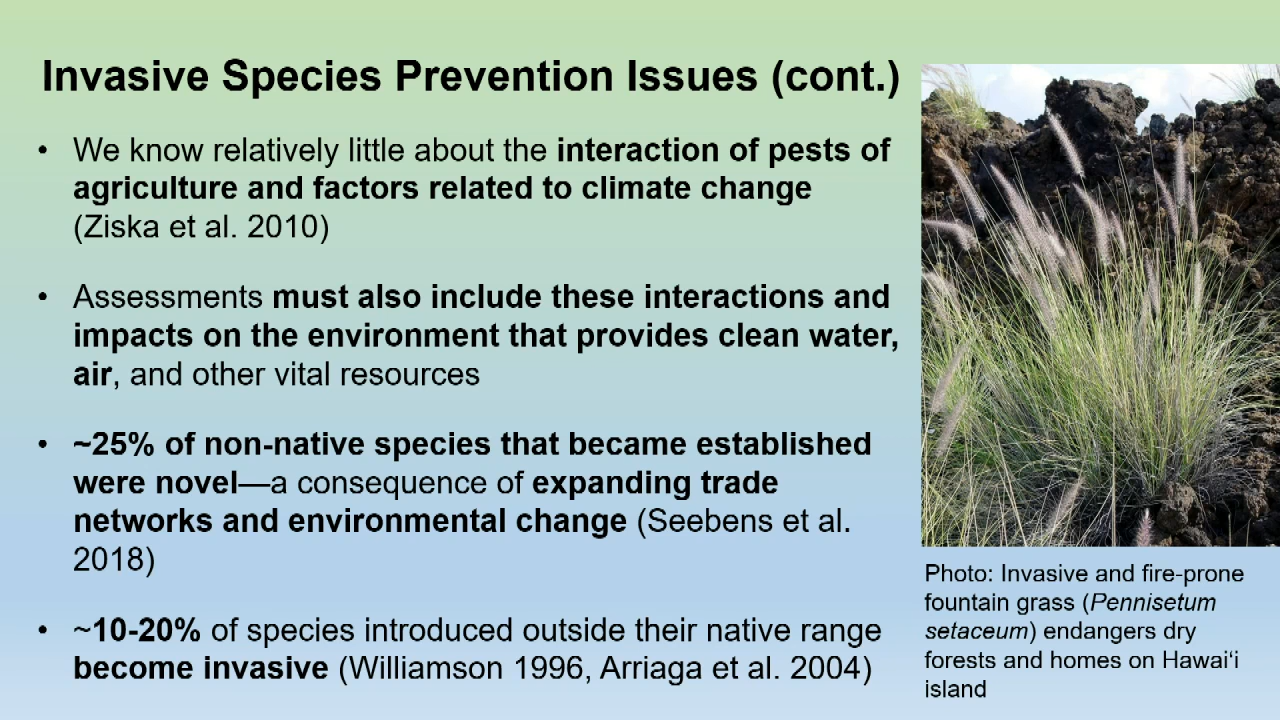 Invasive Species Prevention Issues (cont.)
• We know relatively little about the interaction of pests of
agriculture and factors related to climate change
(Ziska et al. 2010)
• Assessments must also include these interactions and
impacts on the environment that provides clean water,
air, and other vital resources
• ~25% of non-native species that became established
were novel—a consequence of expanding trade
networks and environmental change (Seebens et al.
2018)
• ~10-20% of species introduced outside their native range
become invasive (Williamson 1996, Arriaga et al. 2004)
Photo: Invasive and fire-prone
fountain grass (Pennisetum
setaceum) endangers dry
forests and homes on Hawai‘i
island